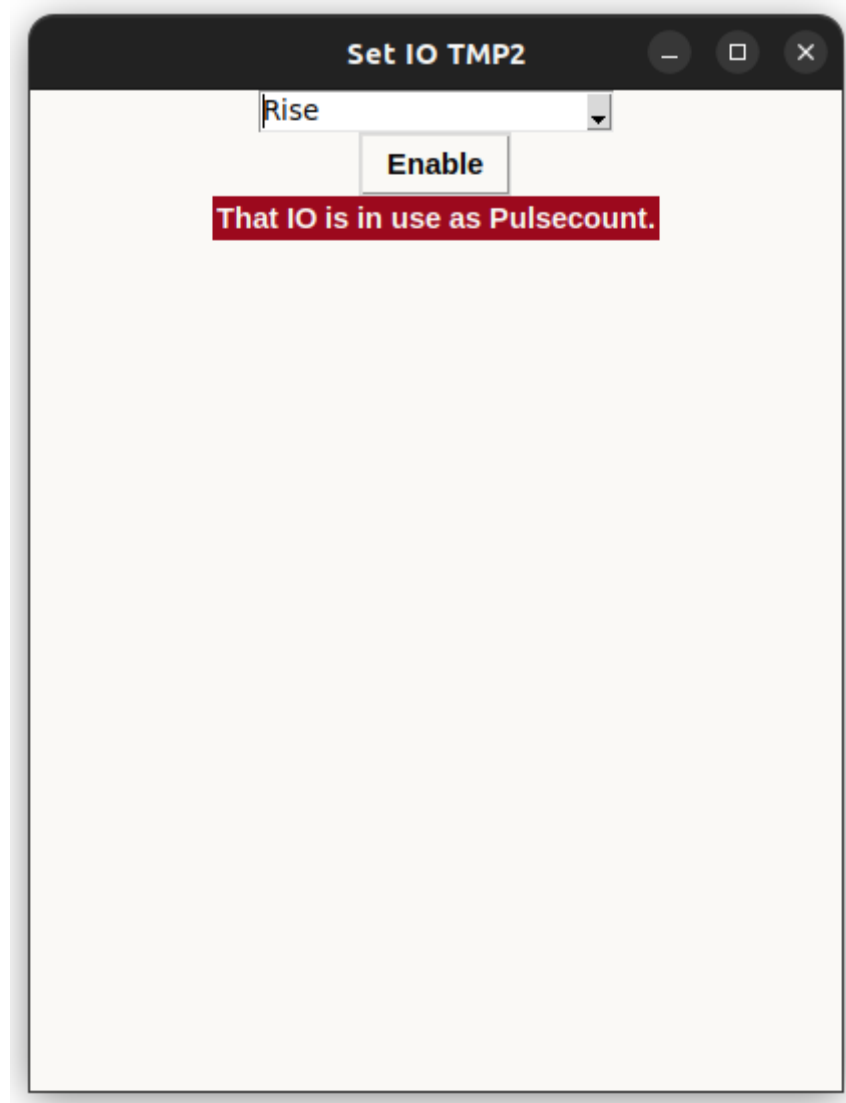 Set IO TMP2
Rise
Enable
That IO is in use as Pulsecount.